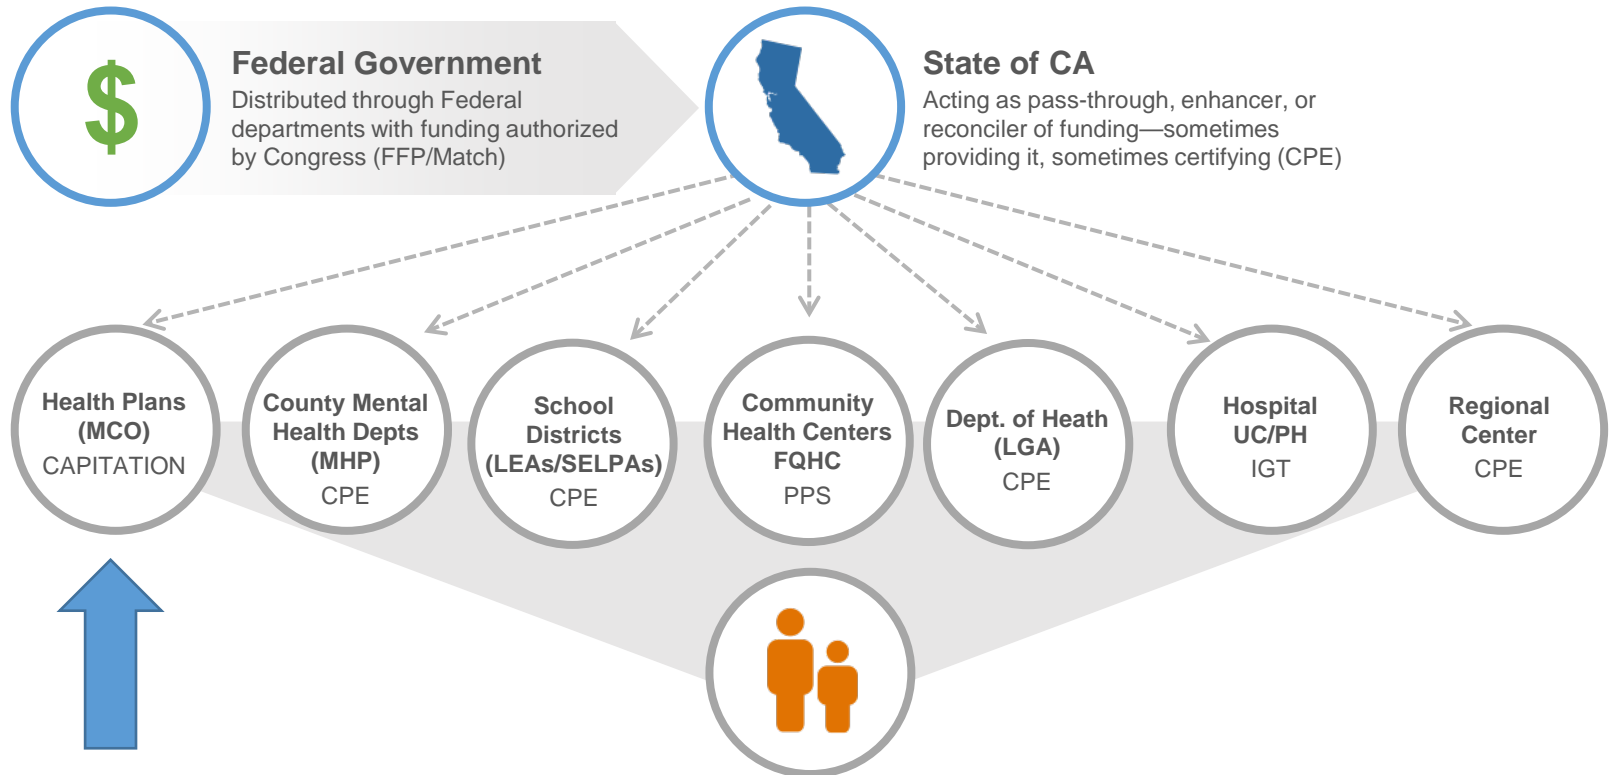 $
Federal Government
Distributed through Federal
departments with funding authorized
by Congress (FFP/Match)
State of CA
Acting as pass-through, enhancer, or
reconciler of funding—sometimes
providing it, sometimes certifying (CPE)
Health Plans
(MCO)
CAPITATION
County Mental
Health Depts
(MHP)
CPE
School
Districts
(LEAs/SELPAs)
CPE
Community
Health Centers
FQHC
PPS
Dept. of Heath
(LGA)
CPE
Hospital
UC/PH
IGT
Regional
Center
CPE